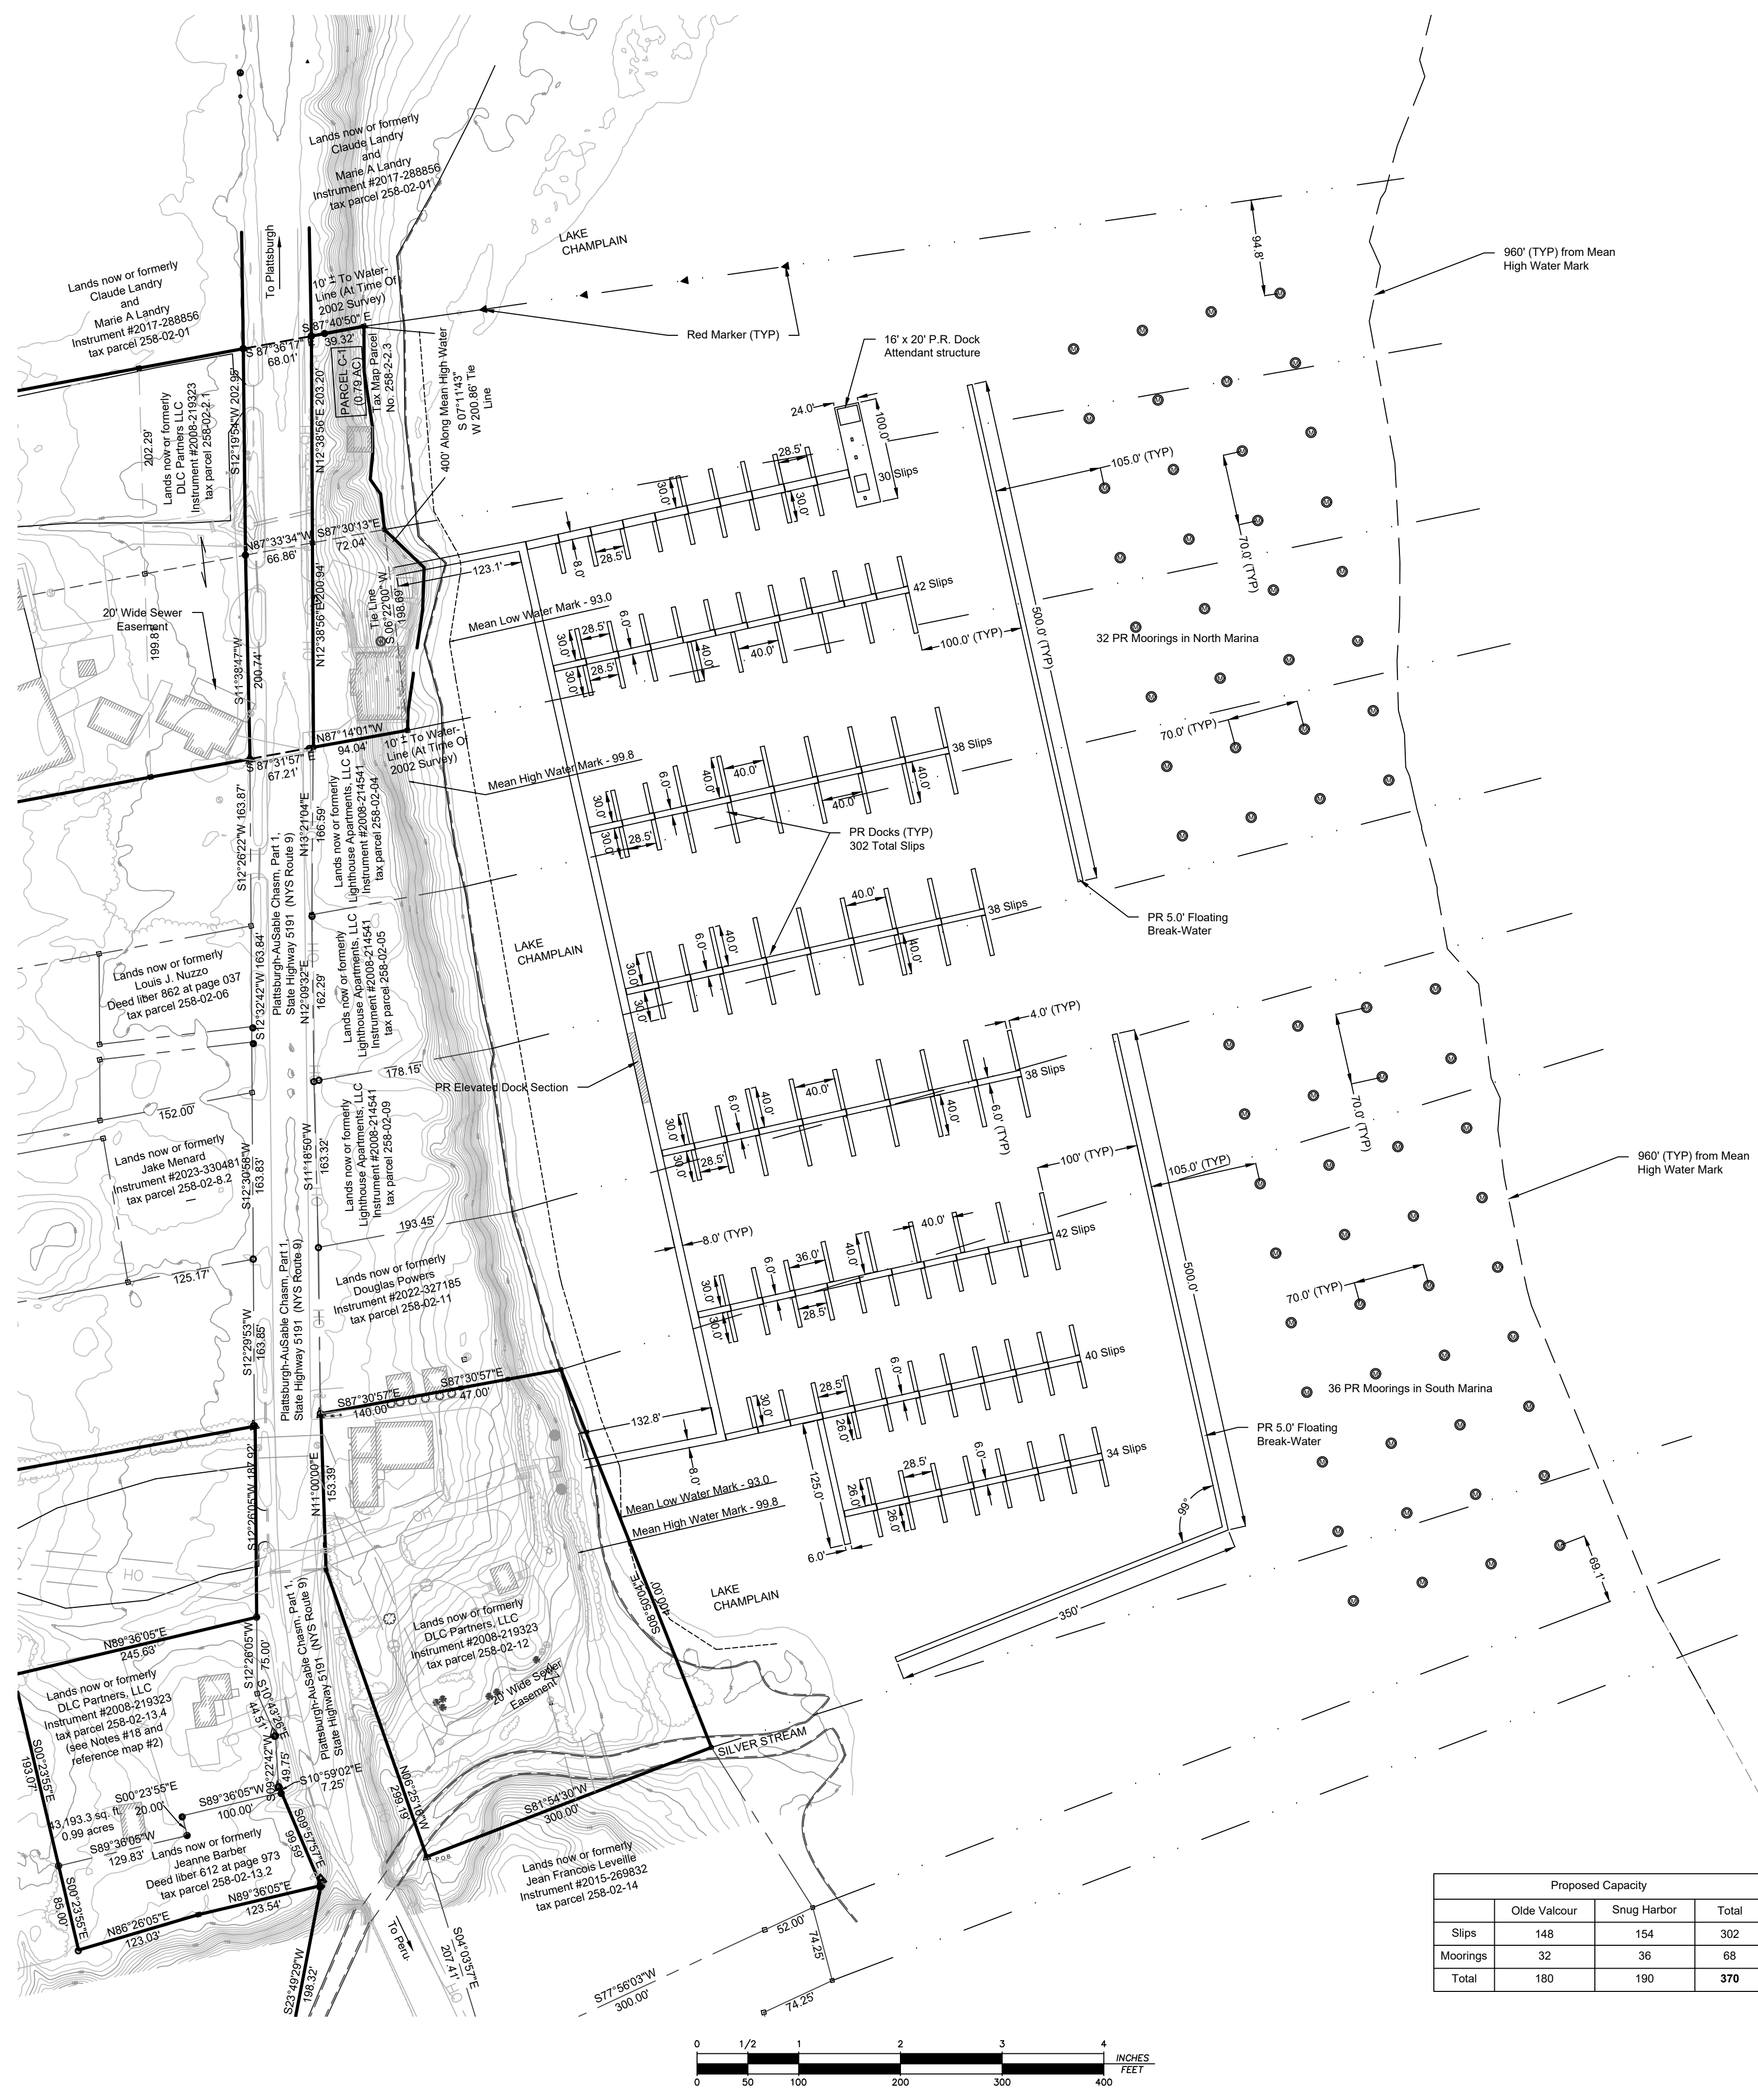 Lands now or formerly
Claude Landry
and
Marie A Landry
Instrument #2017-288856
tax parcel 258-02-01
LAKE
CHAMPLAIN
To Plattsburgh
Lands now or formerly
Claude Landry
and
Marie A Landry
Instrument #2017-288856
tax parcel 258-02-01
10' ± To Water-
Line (At Time Of
2002 Survey)
S 87°40'50" E
39.32'
S 87°36'17" E
68.01'
PARCEL C-1
(0.79 AC)
Tax Map Parcel
No. 258-2-2.3
400' Along Mean High Water
S 07°11'43"
W 200.86' Tie
Line
Red Marker (TYP)
16' x 20' P.R. Dock
Attendant structure
94.8'
960' (TYP) from Mean
High Water Mark
202.29'
Lands now or formerly
DLC Partners LLC
Instrument #2008-219323
tax parcel 258-02-2.1
S12°19'54"W 202.95'
N12°38'56"E 203.20'
24.0'
100.0'
28.5'
30.0'
30.0'
30 Slips
105.0' (TYP)
70.0' (TYP)
N87°33'34"W
66.86'
S87°30'13"E
72.04'
123.1'
8.0'
28.5'
42 Slips
20' Wide Sewer
Easement
199.81'
S11°38'47"W
200.74'
N12°38'56"E 200.94'
Tie Line
S 06°22'00" W
198.69'
Mean Low Water Mark - 93.0
30.0'
28.5'
6.0'
30.0'
28.5'
40.0'
40.0'
100.0' (TYP)
500.0' (TYP)
32 PR Moorings in North Marina
70.0' (TYP)
N87°14'01"W
94.04'
S 87°31'57" E
67.21'
10' ± To Water-
Line (At Time Of
2002 Survey)
Mean High Water Mark - 99.8
30.0'
30.0'
28.5'
6.0'
40.0'
40.0'
40.0'
40.0'
38 Slips
PR Docks (TYP)
302 Total Slips
S12°26'22"W 163.87'
N13°21'04"E
166.59'
Lands now or formerly
Lighthouse Apartments, LLC
Instrument #2008-214541
tax parcel 258-02-04
Plattsburgh-AuSable Chasm, Part 1,
State Highway 5191 (NYS Route 9)
PR 5.0' Floating
Break-Water
LAKE
CHAMPLAIN
30.0'
30.0'
6.0'
40.0'
40.0'
40.0'
38 Slips
Lands now or formerly
Louis J. Nuzzo
Deed liber 862 at page 037
tax parcel 258-02-06
S12°32'42"W 163.84'
N12°09'32"E
162.29'
Lands now or formerly
Lighthouse Apartments, LLC
Instrument #2008-214541
tax parcel 258-02-05
178.15'
PR Elevated Dock Section
4.0' (TYP)
30.0'
30.0'
28.5'
6.0'
40.0'
40.0'
40.0'
6.0' (TYP)
38 Slips
70.0' (TYP)
152.00'
Lands now or formerly
Jake Menard
Instrument #2023-330481
tax parcel 258-02-8.2
S12°30'58"W
163.83'
S11°18'50"W
163.32'
Lands now or formerly
Lighthouse Apartments, LLC
Instrument #2008-214541
tax parcel 258-02-09
193.45'
100' (TYP)
105.0' (TYP)
960' (TYP) from Mean
High Water Mark
125.17'
8.0' (TYP)
30.0'
30.0'
6.0'
36.0'
28.5'
40.0'
40.0'
42 Slips
500.0'
70.0' (TYP)
Lands now or formerly
Douglas Powers
Instrument #2022-327185
tax parcel 258-02-11
S12°29'53"W
163.85'
Plattsburgh-AuSable Chasm, Part 1,
State Highway 5191 (NYS Route 9)
S87°30'57"E
140.00'
S87°30'57"E
47.00'
132.8'
8.0'
30.0'
28.5'
26.0'
6.0'
40 Slips
36 PR Moorings in South Marina
PR 5.0' Floating
Break-Water
125.0'
6.0'
26.0'
26.0'
28.5'
6.0'
34 Slips
99°
69.1'
350'
S12°26'05"W 187.92'
N11°00'00"E
153.39'
OH
HO
Mean Low Water Mark - 93.0
Mean High Water Mark - 99.8
S08°50'04"E
400.00'
LAKE
CHAMPLAIN
N89°36'05"E
245.63'
S12°26'05"W
75.00'
Plattsburgh-AuSable Chasm, Part 1,
State Highway 5191 (NYS Route 9)
Lands now or formerly
DLC Partners, LLC
Instrument #2008-219323
tax parcel 258-02-12
20' Wide Sewer
Easement
SILVER STREAM
Lands now or formerly
DLC Partners, LLC
Instrument #2008-219323
tax parcel 258-02-13.4
(see Notes #18 and
reference map #2)
S10°43'26"E
44.51'
S09°22'42"W
49.75'
S10°59'02"E
7.25'
S00°23'55"E
193.07'
S00°23'55"E
20.00'
S89°36'05"W
100.00'
43,193.3 sq. ft.
0.99 acres
S89°36'05"W
129.83'
Lands now or formerly
Jeanne Barber
Deed liber 612 at page 973
tax parcel 258-02-13.2
S09°57'57"E
99.59'
N06°25'16"W
299.19'
S81°54'30"W
300.00'
P.O.B.
Lands now or formerly
Jean Francois Leveille
Instrument #2015-269832
tax parcel 258-02-14
S00°23'55"E
85.00'
N86°26'05"E
123.03'
N89°36'05"E
123.54'
To Peru
S23°49'29"W
198.32'
S04°03'57"E
207.41'
52.00'
74.25'
S77°56'03"W
300.00'
74.25'
Proposed Capacity
Olde Valcour Snug Harbor Total
Slips 148 154 302
Moorings 32 36 68
Total 180 190 370
0 1/2 1 2 3 4
INCHES
FEET
0 50 100 200 300 400